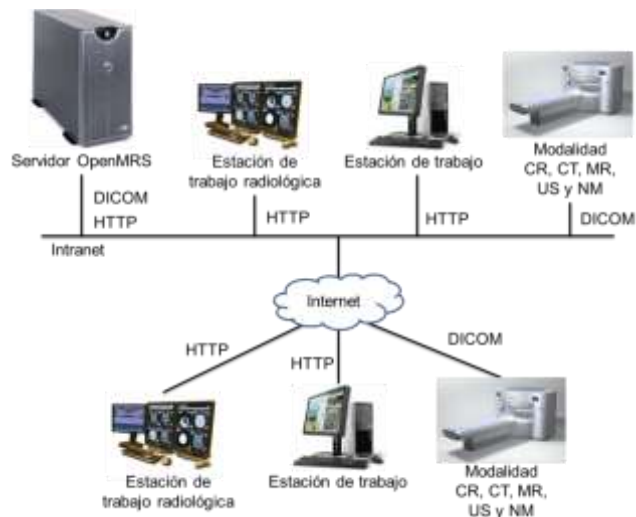 Servidor OpenMRS
DICOM
HTTP
Estación de
trabajo radiológica
HTTP
Estación de trabajo
HTTP
Modalidad
CR, CT, MR,
US y NM
DICOM
Intranet
Internet
HTTP
HTTP
DICOM
Estación de
trabajo radiológica
Estación de trabajo
Modalidad
CR, CT, MR,
US y NM